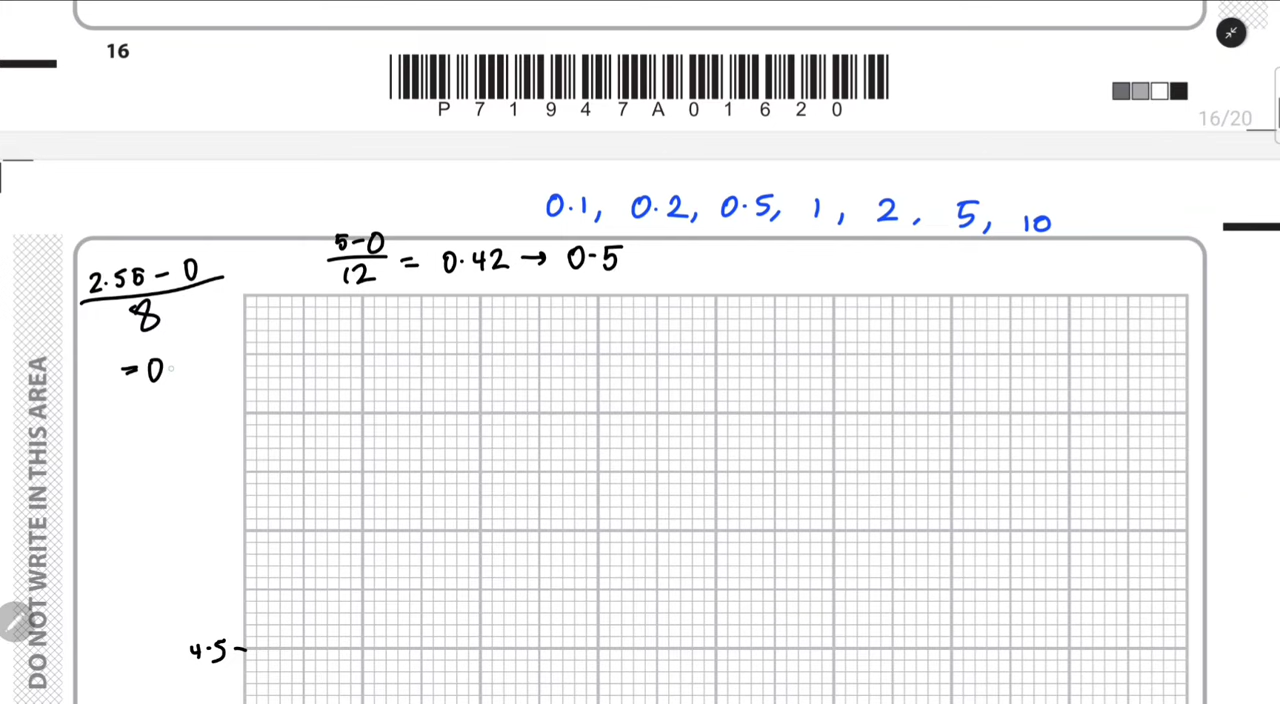 16
P71947A01620
16/20
0.1, 0.2, 0.5, 1, 2, 5, 10
5-0
12
= 0.42 → 0.5
2.56 - 0
8
= 0
DO NOT WRITE IN THIS AREA
4.5